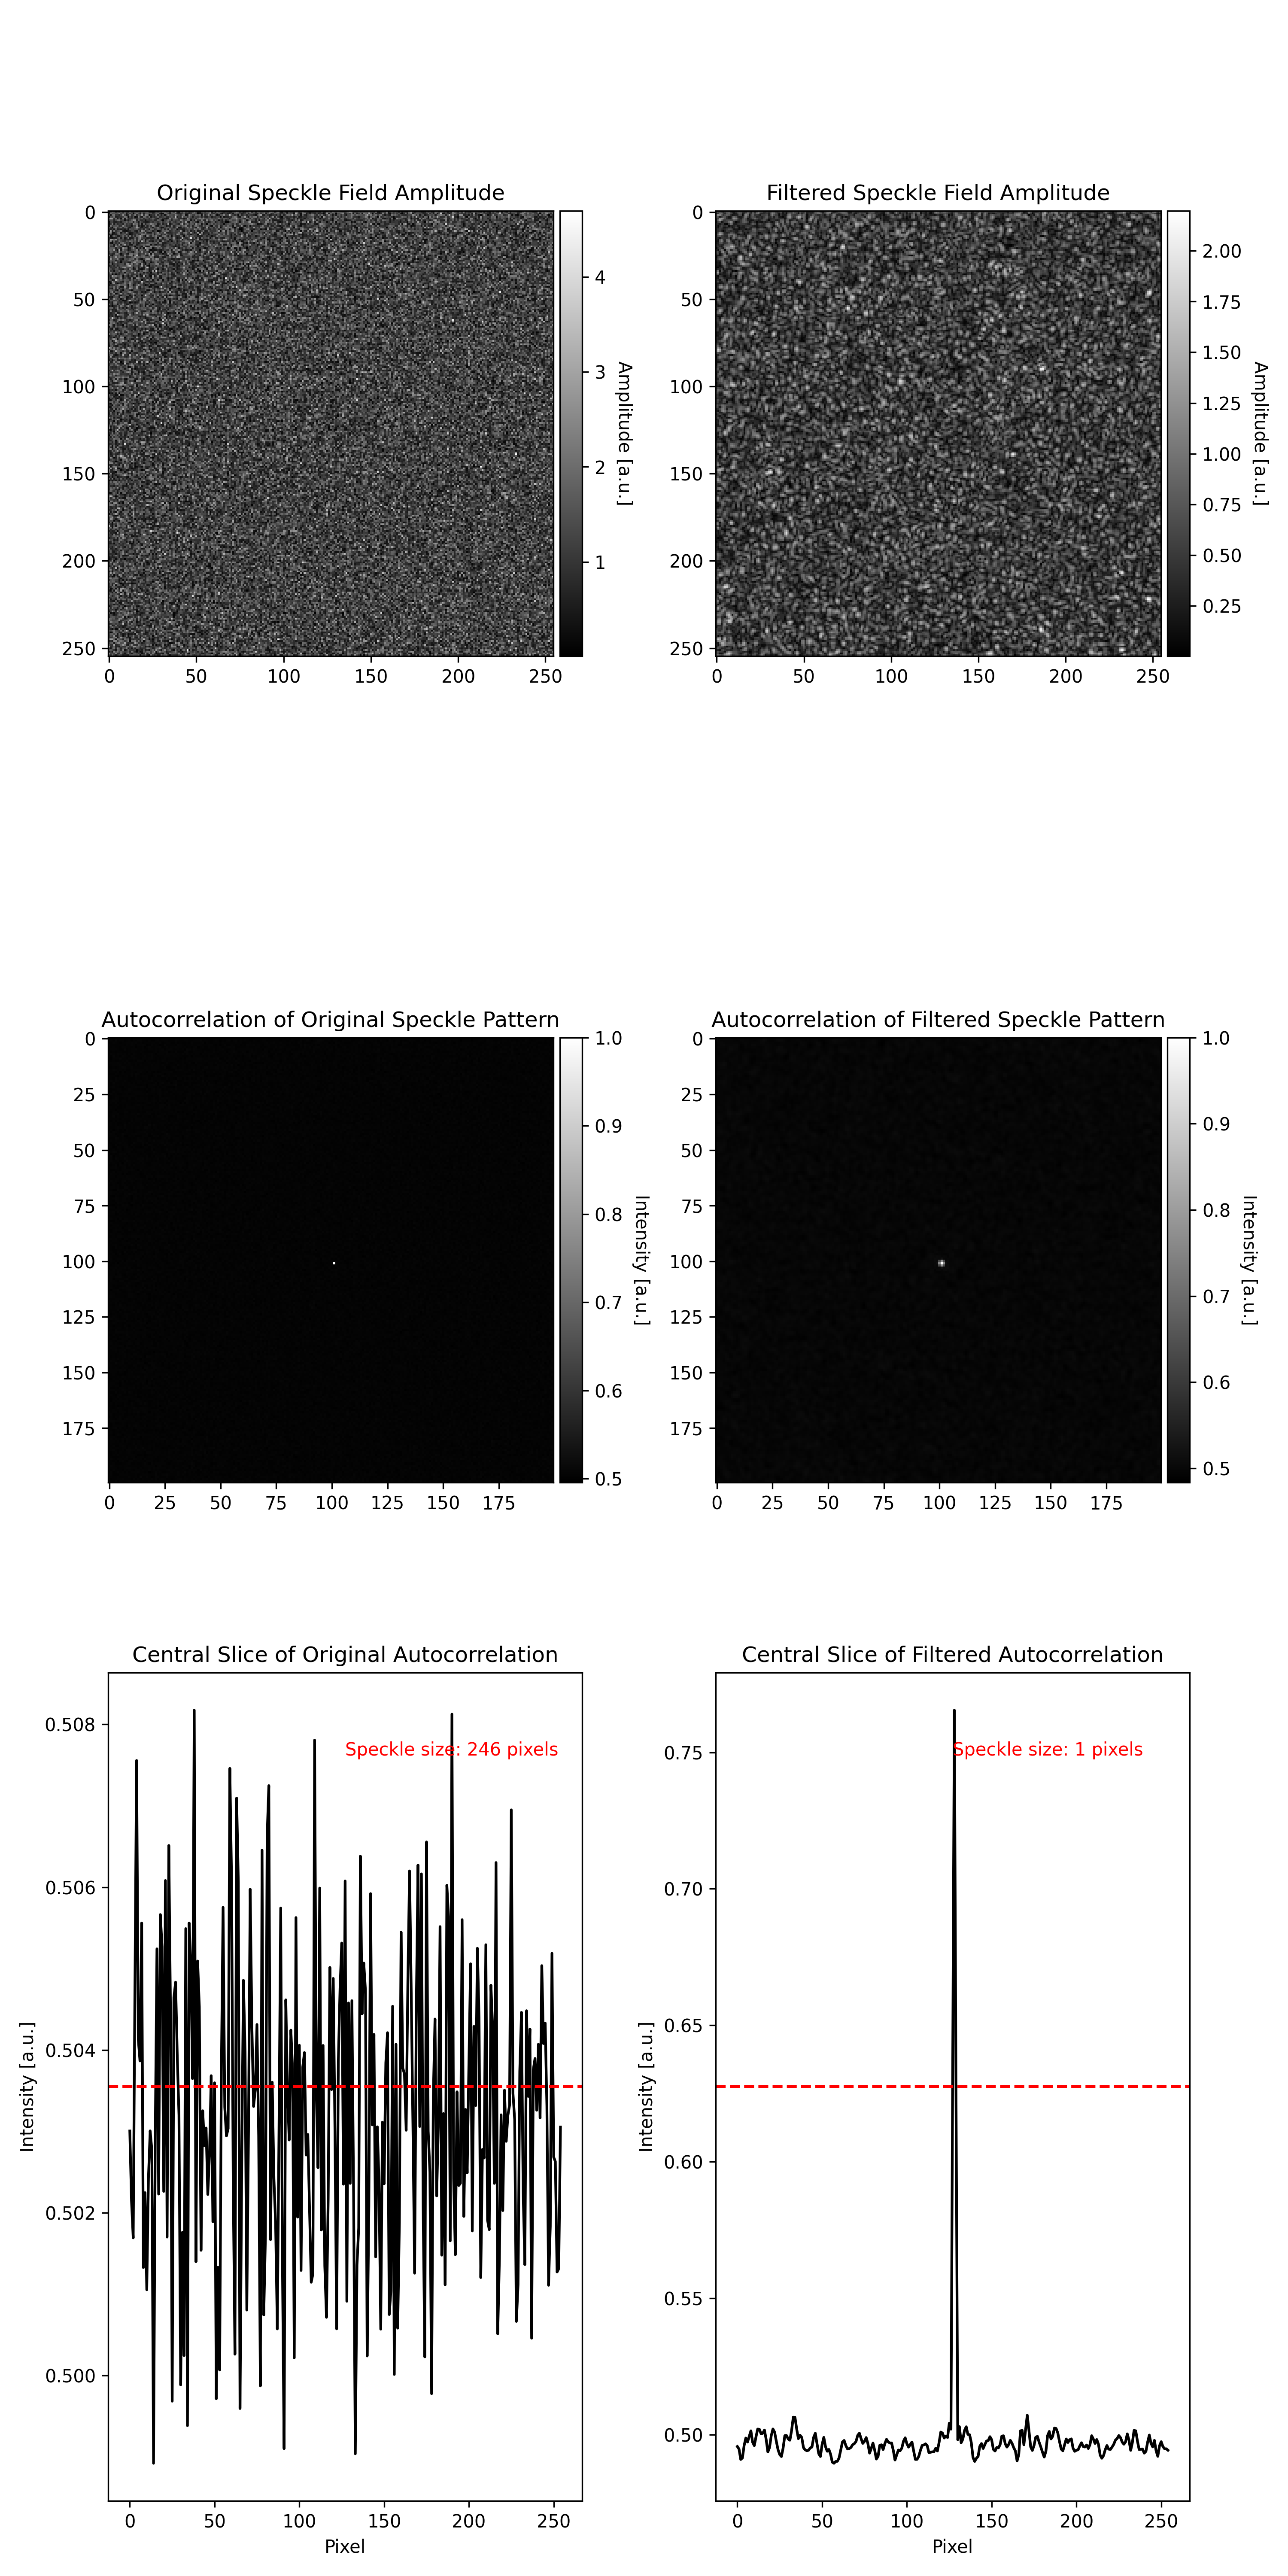 Original Speckle Field Amplitude
0
50
100
150
200
250
0 50 100 150 200 250
4
3
2
1
Amplitude [a.u.]
Filtered Speckle Field Amplitude
0
50
100
150
200
250
0 50 100 150 200 250
2.00
1.75
1.50
1.25
1.00
0.75
0.50
0.25
Amplitude [a.u.]
Autocorrelation of Original Speckle Pattern
0
25
50
75
100
125
150
175
0 25 50 75 100 125 150 175
1.0
0.9
0.8
0.7
0.6
0.5
Intensity [a.u.]
Autocorrelation of Filtered Speckle Pattern
0
25
50
75
100
125
150
175
0 25 50 75 100 125 150 175
1.0
0.9
0.8
0.7
0.6
0.5
Intensity [a.u.]
Central Slice of Original Autocorrelation
Speckle size: 246 pixels
0.508
0.506
0.504
0.502
0.500
Intensity [a.u.]
0 50 100 150 200 250
Pixel
Central Slice of Filtered Autocorrelation
Speckle size: 1 pixels
0.75
0.70
0.65
0.60
0.55
0.50
Intensity [a.u.]
0 50 100 150 200 250
Pixel